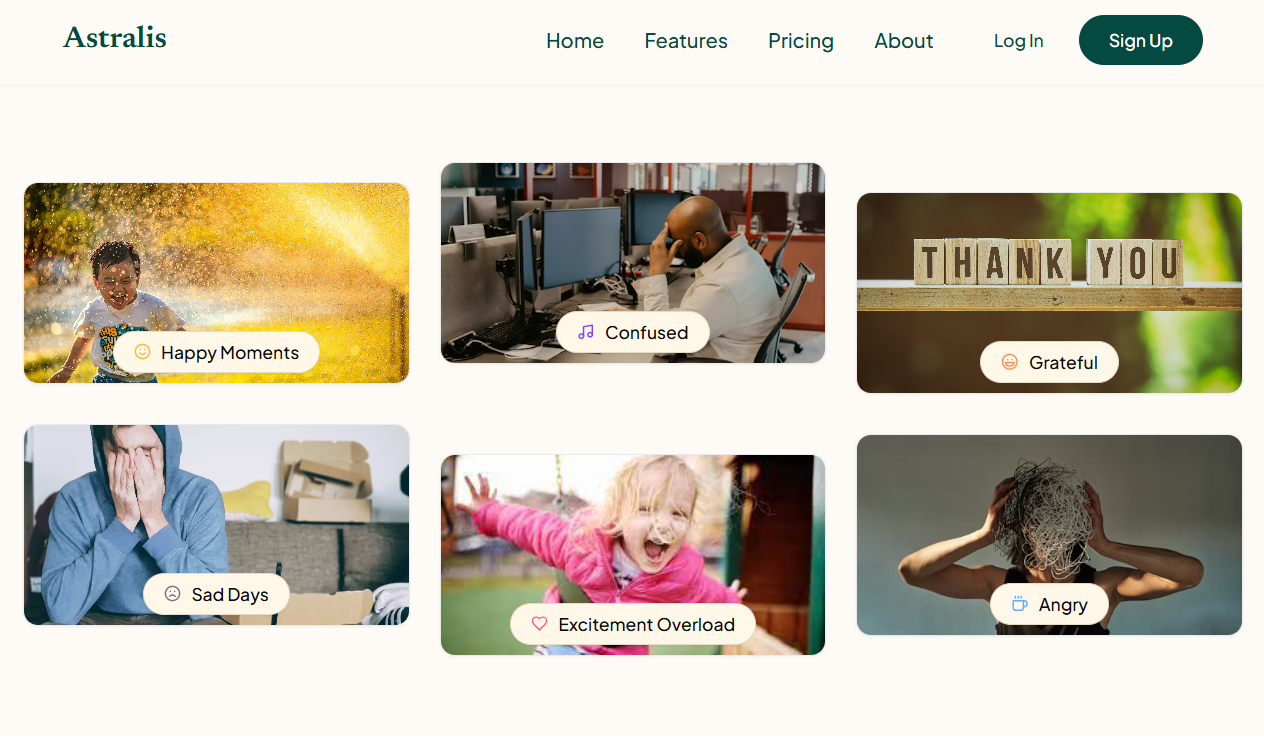 Astralis
Home
Features
Pricing
About
Log In
Sign Up
Happy Moments
Confused
THANK YOU
Grateful
Sad Days
Excitement Overload
Angry